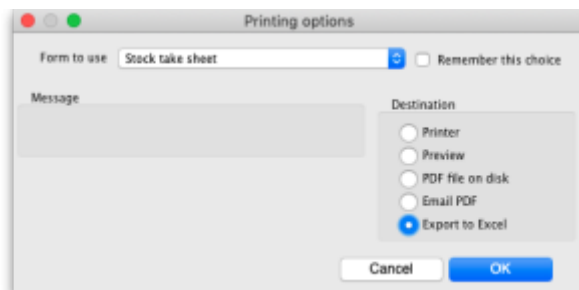 Printing options
Form to use Stock take sheet Remember this choice
Message
Destination
Printer
Preview
PDF file on disk
Email PDF
Export to Excel
Cancel OK